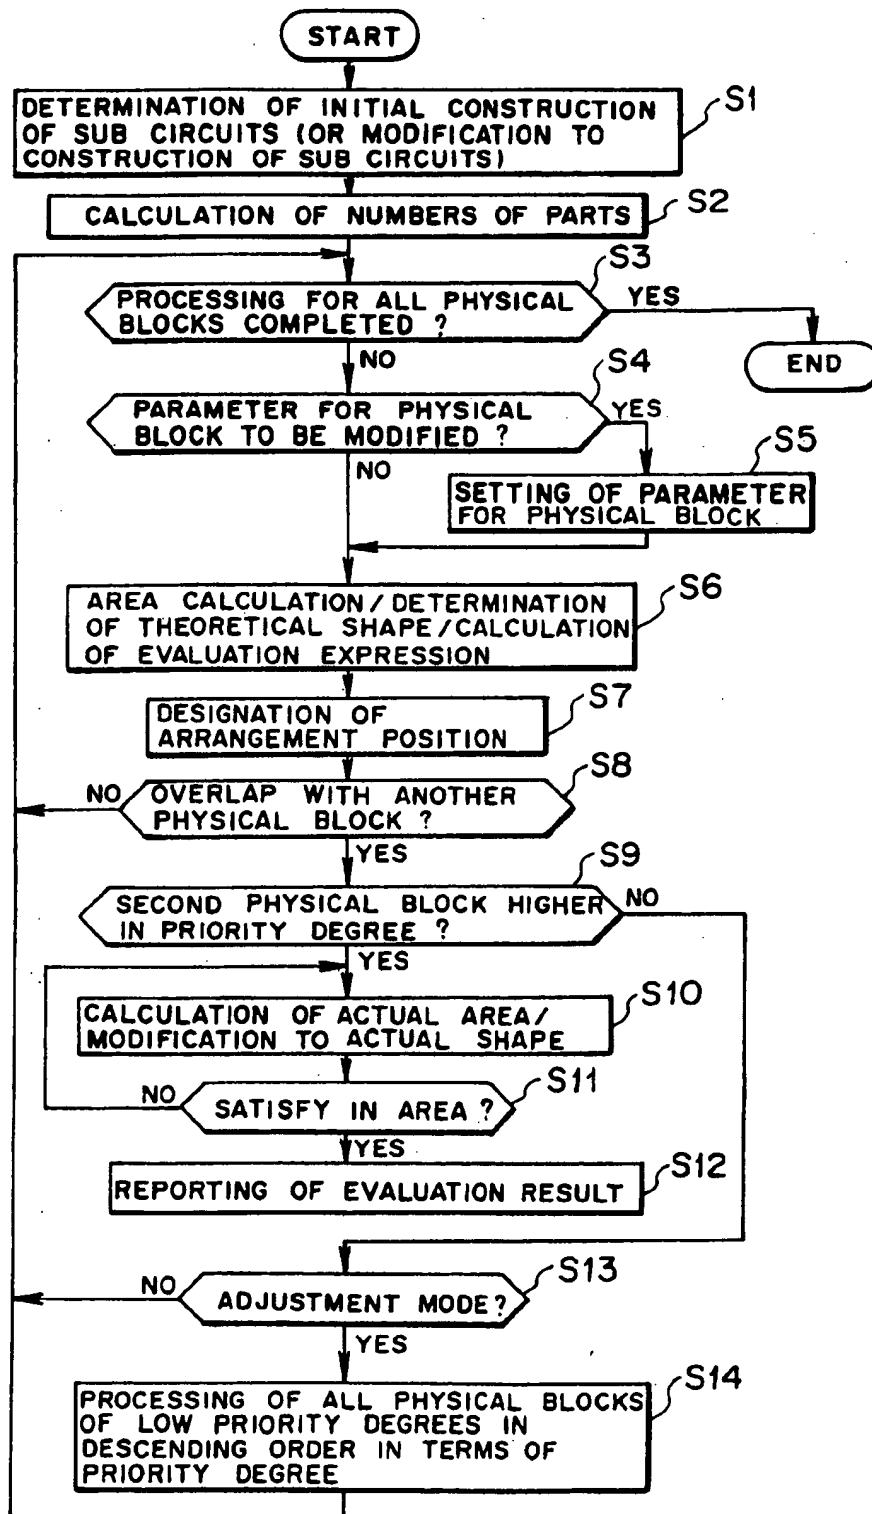 START
DETERMINATION OF INITIAL CONSTRUCTION
OF SUB CIRCUITS (OR MODIFICATION TO
CONSTRUCTION OF SUB CIRCUITS)
S1
CALCULATION OF NUMBERS OF PARTS
S2
S3
PROCESSING FOR ALL PHYSICAL
BLOCKS COMPLETED ?
YES
NO
END
S4
PARAMETER FOR PHYSICAL
BLOCK TO BE MODIFIED ?
YES
NO
S5
SETTING OF PARAMETER
FOR PHYSICAL BLOCK
S6
AREA CALCULATION/DETERMINATION
OF THEORETICAL SHAPE/CALCULATION
OF EVALUATION EXPRESSION
S7
DESIGNATION OF
ARRANGEMENT POSITION
S8
NO
OVERLAP WITH ANOTHER
PHYSICAL BLOCK ?
YES
S9
SECOND PHYSICAL BLOCK HIGHER
IN PRIORITY DEGREE ?
NO
YES
S10
CALCULATION OF ACTUAL AREA/
MODIFICATION TO ACTUAL SHAPE
S11
NO
SATISFY IN AREA ?
YES
S12
REPORTING OF EVALUATION RESULT
S13
NO
ADJUSTMENT MODE?
YES
S14
PROCESSING OF ALL PHYSICAL BLOCKS
OF LOW PRIORITY DEGREES IN
DESCENDING ORDER IN TERMS OF
PRIORITY DEGREE